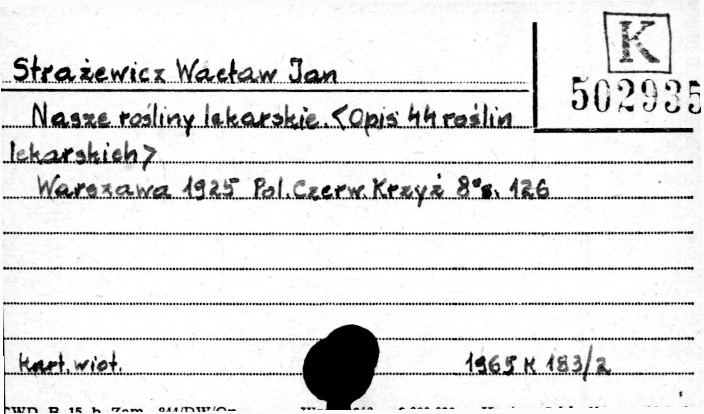 K
502935
Strażewicz Wacław Jan
Nasze rośliny lekarskie. <Opis 44 roślin
lekarskich>
Warszawa 1925 Pol. Czerw. Krzyż 8° s. 126
Kart. wiot. 1965 K 183/2